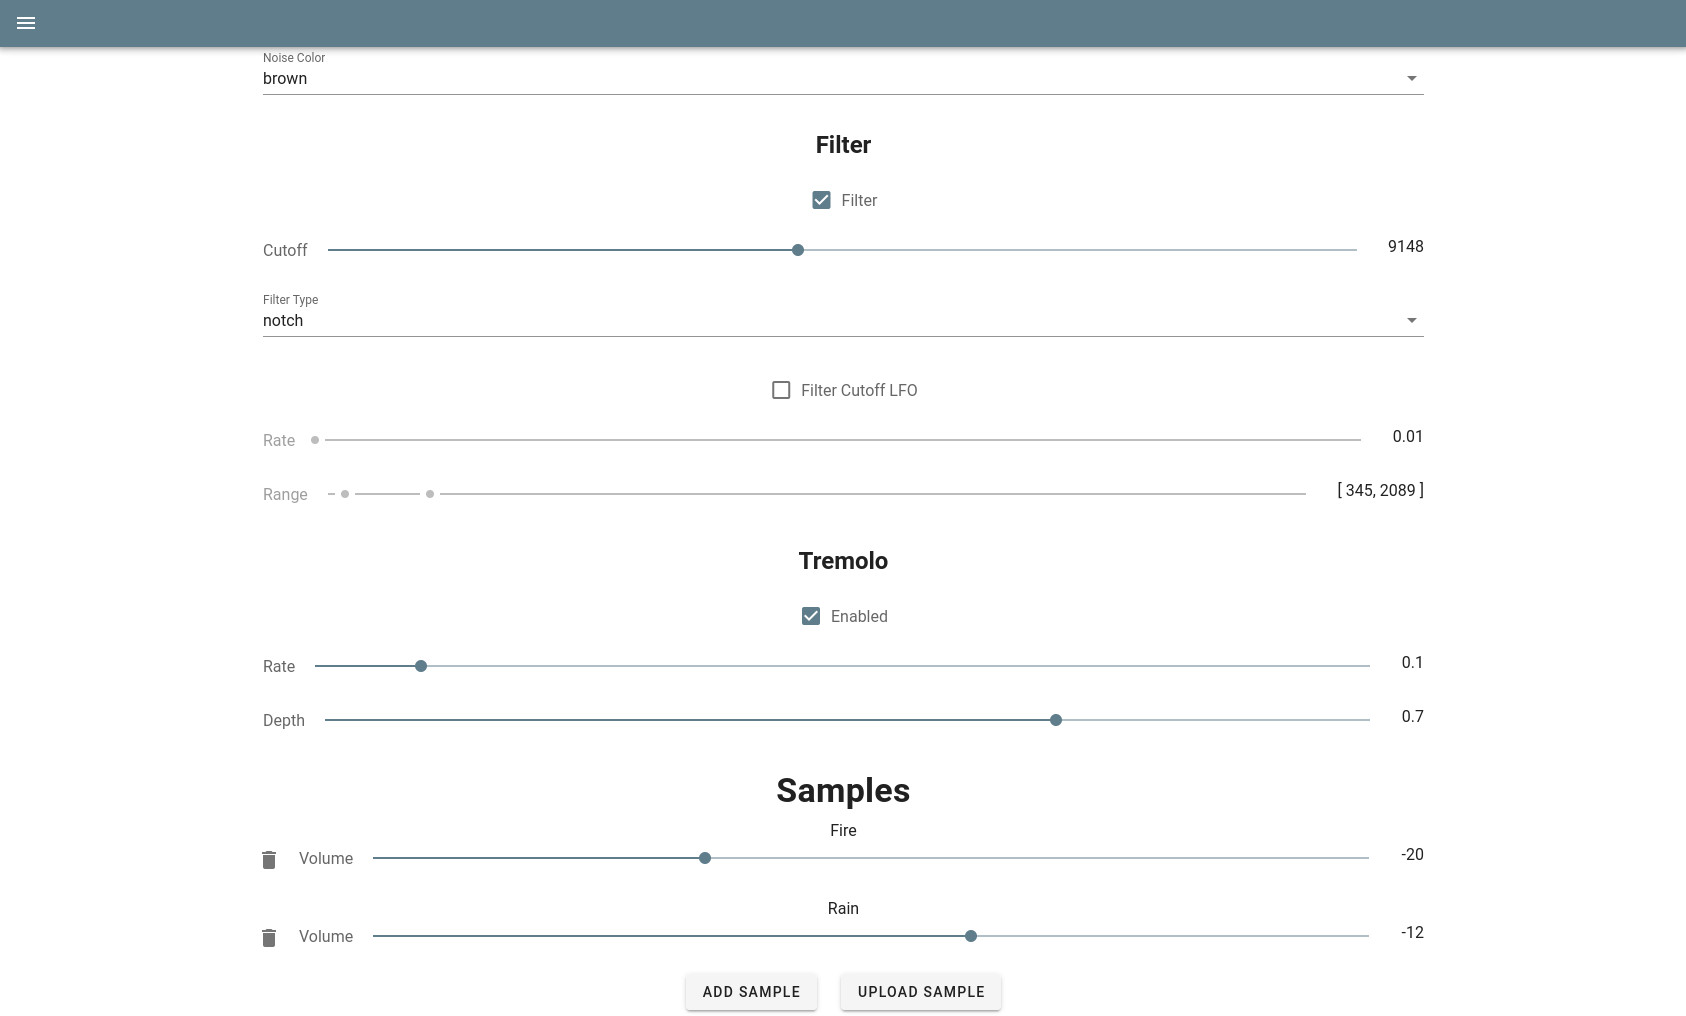 Noise Color
brown
Filter
Filter
Cutoff 9148
Filter Type
notch
Filter Cutoff LFO
Rate 0.01
Range [ 345, 2089 ]
Tremolo
Enabled
Rate 0.1
Depth 0.7
Samples
Fire
Volume -20
Rain
Volume -12
ADD SAMPLE UPLOAD SAMPLE